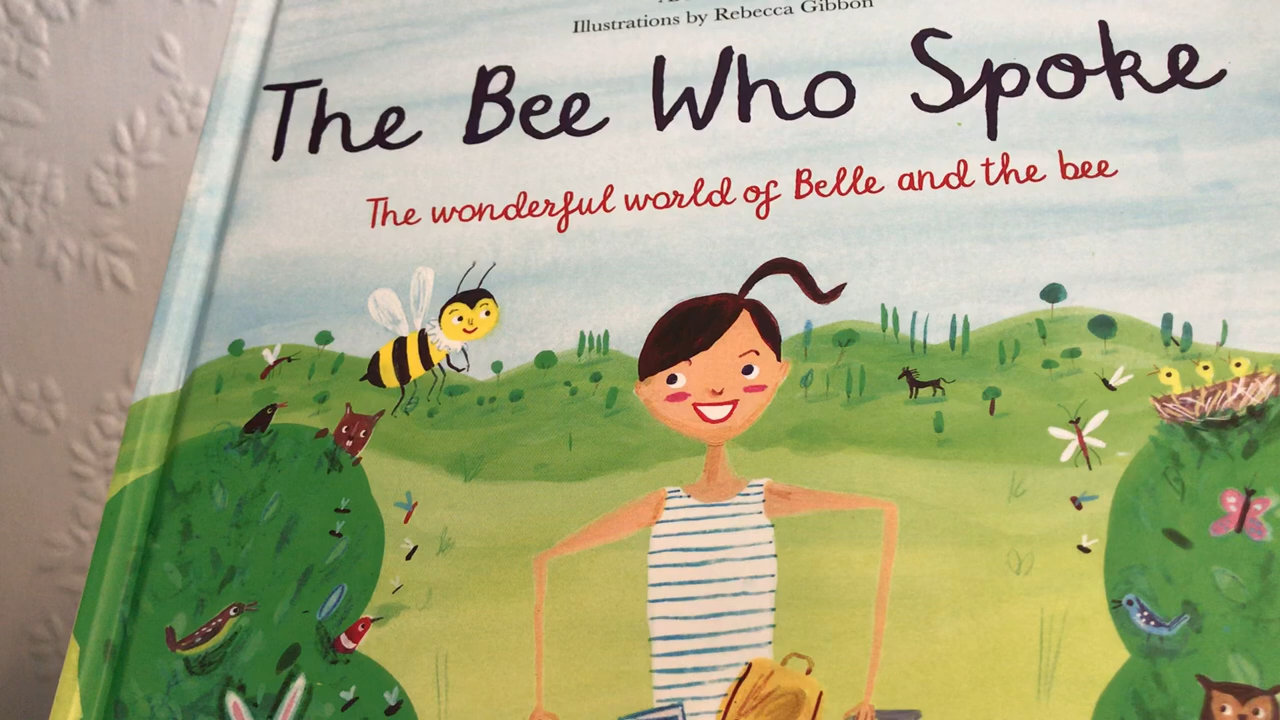 Illustrations by Rebecca Gibbon
The Bee Who Spoke
The wonderful world of Belle and the bee